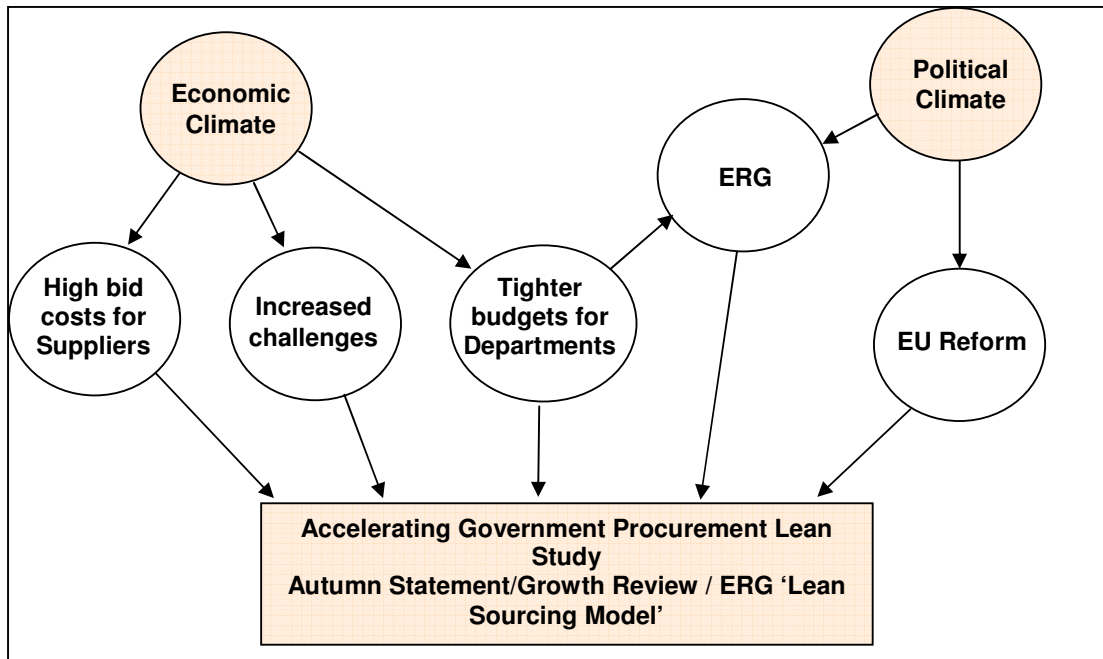 Economic
Climate
Political
Climate
ERG
High bid
costs for
Suppliers
Increased
challenges
Tighter
budgets for
Departments
EU Reform
Accelerating Government Procurement Lean
Study
Autumn Statement/Growth Review / ERG ‘Lean
Sourcing Model’